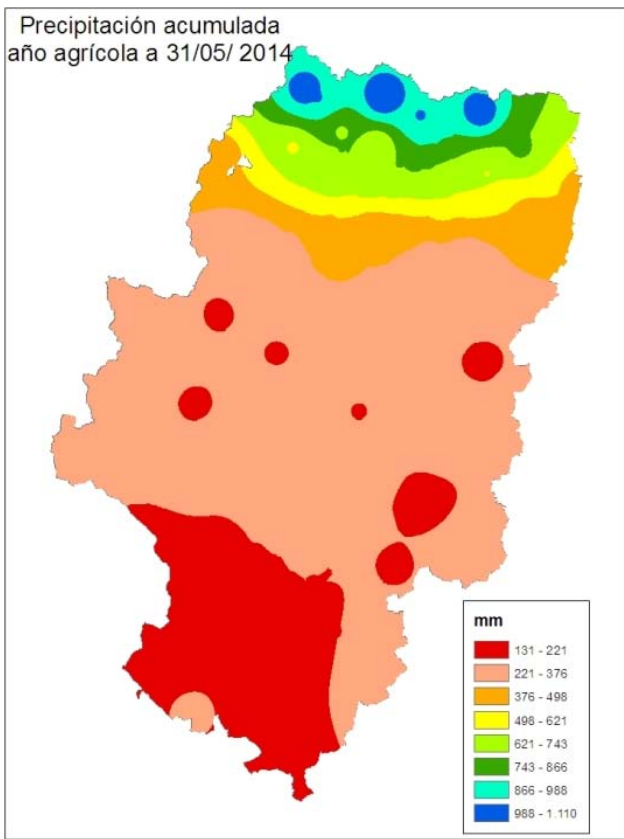 Precipitación acumulada
año agrícola a 31/05/ 2014
mm
131 - 221
221 - 376
376 - 498
498 - 621
621 - 743
743 - 866
866 - 988
988 - 1.110